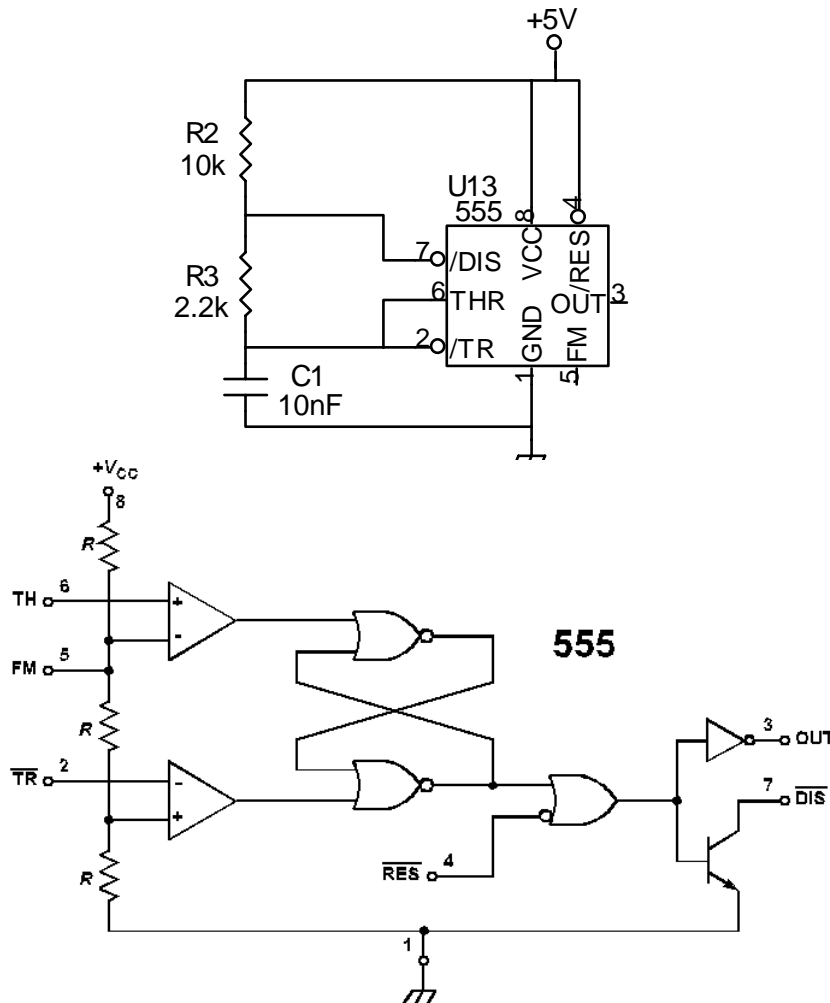 +5V
R2
10k
U13
555
R3
2.2k
7
/DIS
8
VCC
4
/RES
6
THR
OUT
3
2
/TR
GND
1
FM
5
C1
10nF
+VCC
8
R
TH
6
+
-
FM
5
555
R
TR
2
-
+
3
OUT
7
DIS
R
RES
4
1